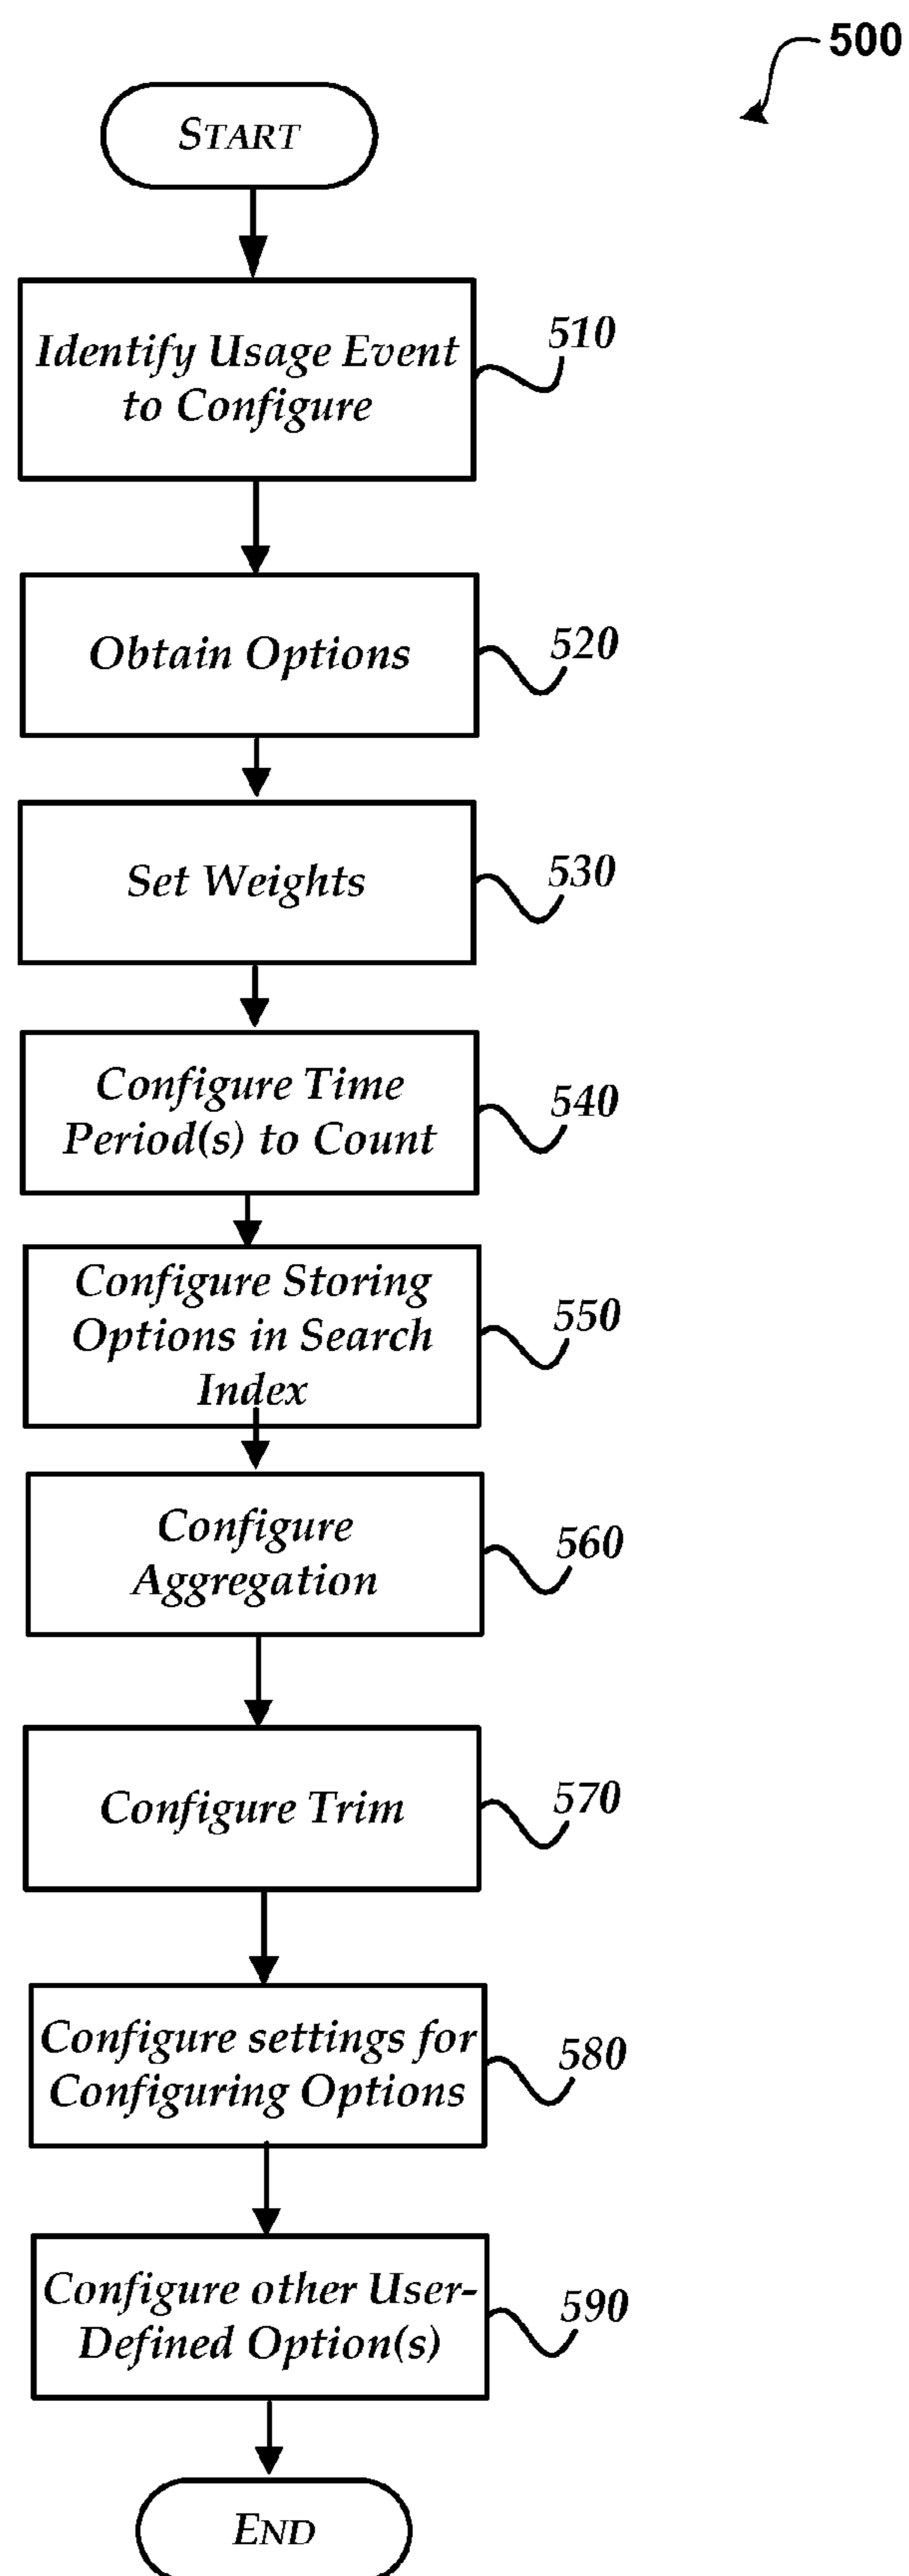 500
START
Identify Usage Event
to Configure
510
Obtain Options
520
Set Weights
530
Configure Time
Period(s) to Count
540
Configure Storing
Options in Search
Index
550
Configure
Aggregation
560
Configure Trim
570
Configure settings for
Configuring Options
580
Configure other User-
Defined Option(s)
590
END